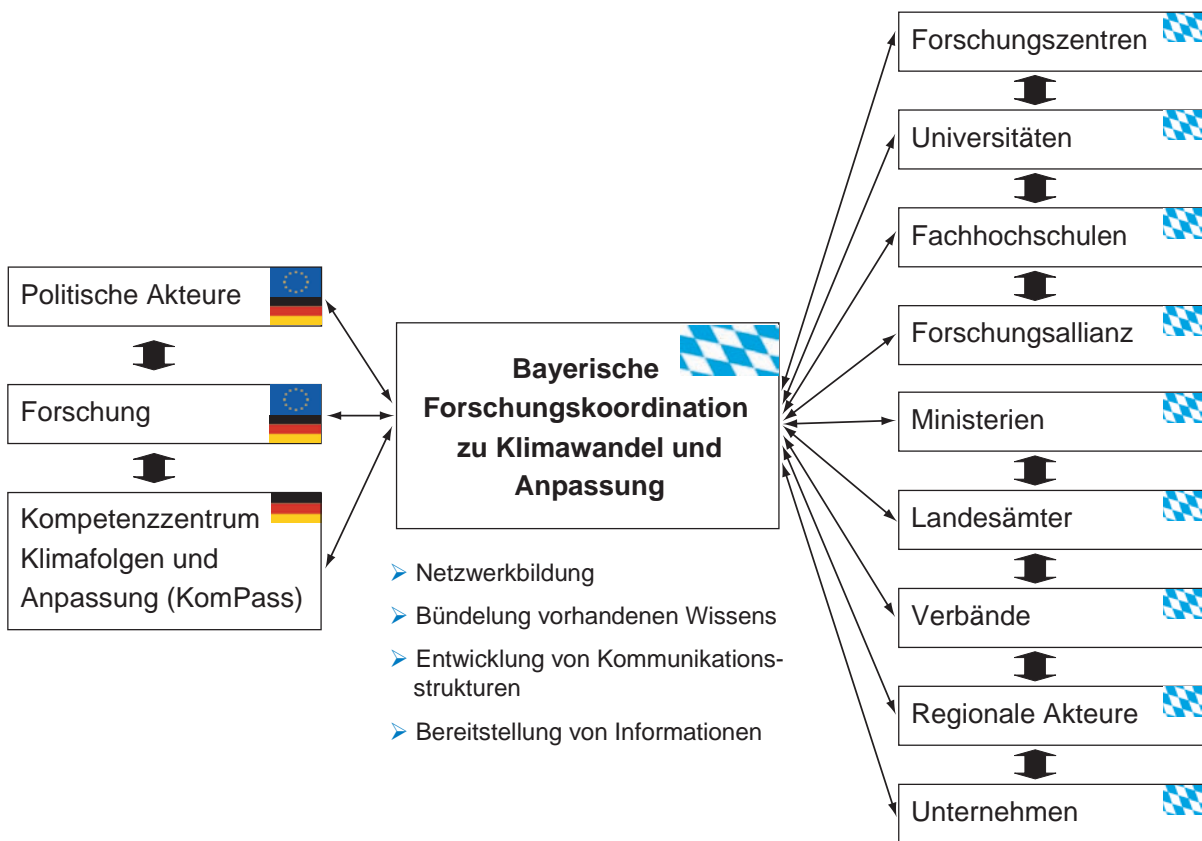 Politische Akteure
Forschung
Kompetenzzentrum
Klimafolgen und
Anpassung (KomPass)
Bayerische
Forschungskoordination
zu Klimawandel und
Anpassung
Netzwerkbildung
Bündelung vorhandenen Wissens
Entwicklung von Kommunikations-
strukturen
Bereitstellung von Informationen
Forschungszentren
Universitäten
Fachhochschulen
Forschungsallianz
Ministerien
Landesämter
Verbände
Regionale Akteure
Unternehmen